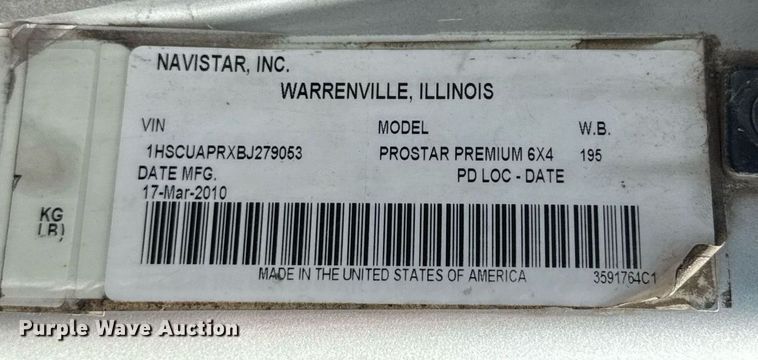 NAVISTAR, INC.
WARRENVILLE, ILLINOIS
VIN MODEL W.B.
1HSCUAPRXBJ279053 PROSTAR PREMIUM 6X4 195
DATE MFG. PD LOC - DATE
17-Mar-2010
KG
LB)
MADE IN THE UNITED STATES OF AMERICA 3591764C1
Purple Wave Auction